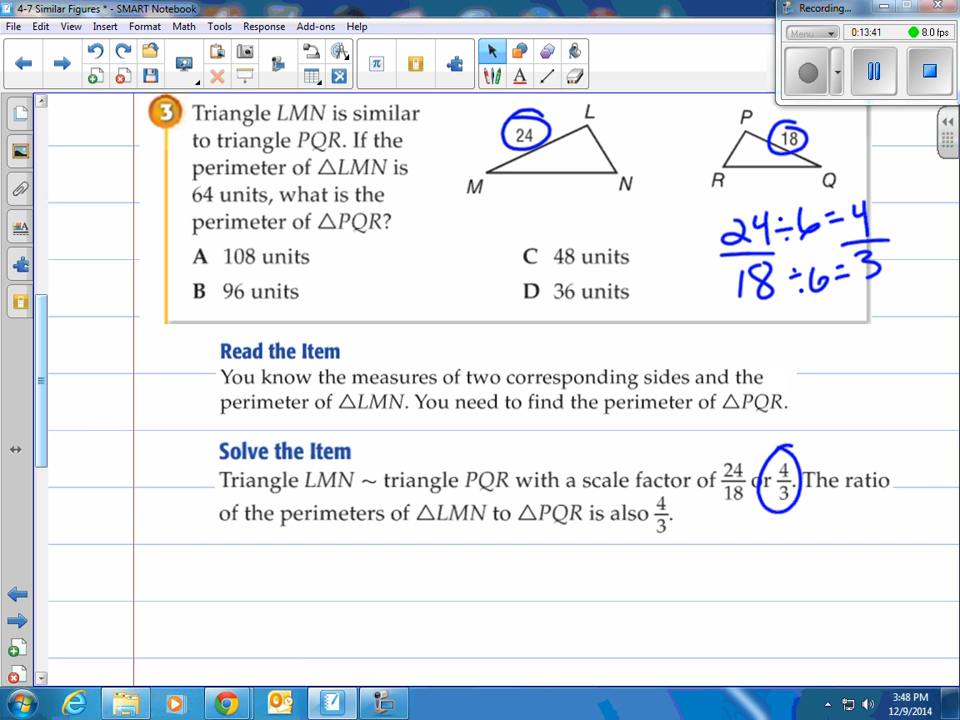 4-7 Similar Figures * - SMART Notebook
Recording...
File Edit View Insert Format Math Tools Response Add-ons Help
Menu
0:13:41
8.0 fps
3 Triangle LMN is similar
to triangle PQR. If the
perimeter of △LMN is
64 units, what is the
perimeter of △PQR?
A 108 units
B 96 units
C 48 units
D 36 units
L
24
M
N
P
18
R
Q
24÷6=4
18÷6=3
Read the Item
You know the measures of two corresponding sides and the
perimeter of △LMN. You need to find the perimeter of △PQR.
Solve the Item
Triangle LMN ~ triangle PQR with a scale factor of 24/18 or 4/3. The ratio
of the perimeters of △LMN to △PQR is also 4/3.
3:48 PM
12/9/2014